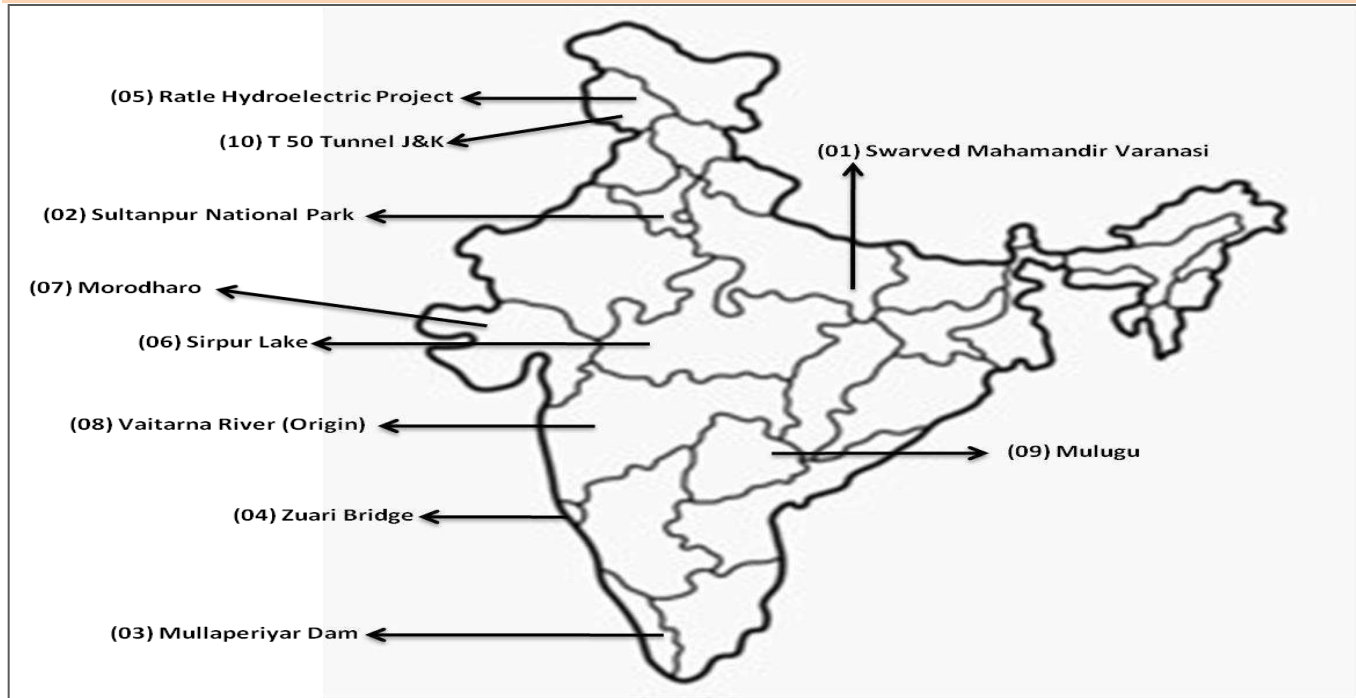 (05) Ratle Hydroelectric Project
(10) T 50 Tunnel J&K
(01) Swarved Mahamandir Varanasi
(02) Sultanpur National Park
(07) Morodharo
(06) Sirpur Lake
(08) Vaitarna River (Origin)
(09) Mulugu
(04) Zuari Bridge
(03) Mullaperiyar Dam